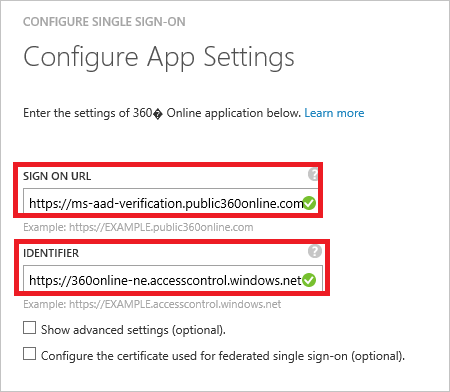 CONFIGURE SINGLE SIGN-ON
Configure App Settings
Enter the settings of 360� Online application below. Learn more
SIGN ON URL
?
https://ms-aad-verification.public360online.com
Example: https://EXAMPLE.public360online.com
IDENTIFIER
?
https://360online-ne.accesscontrol.windows.net
Example: https://EXAMPLE.accesscontrol.windows.net
Show advanced settings (optional).
Configure the certificate used for federated single sign-on (optional).